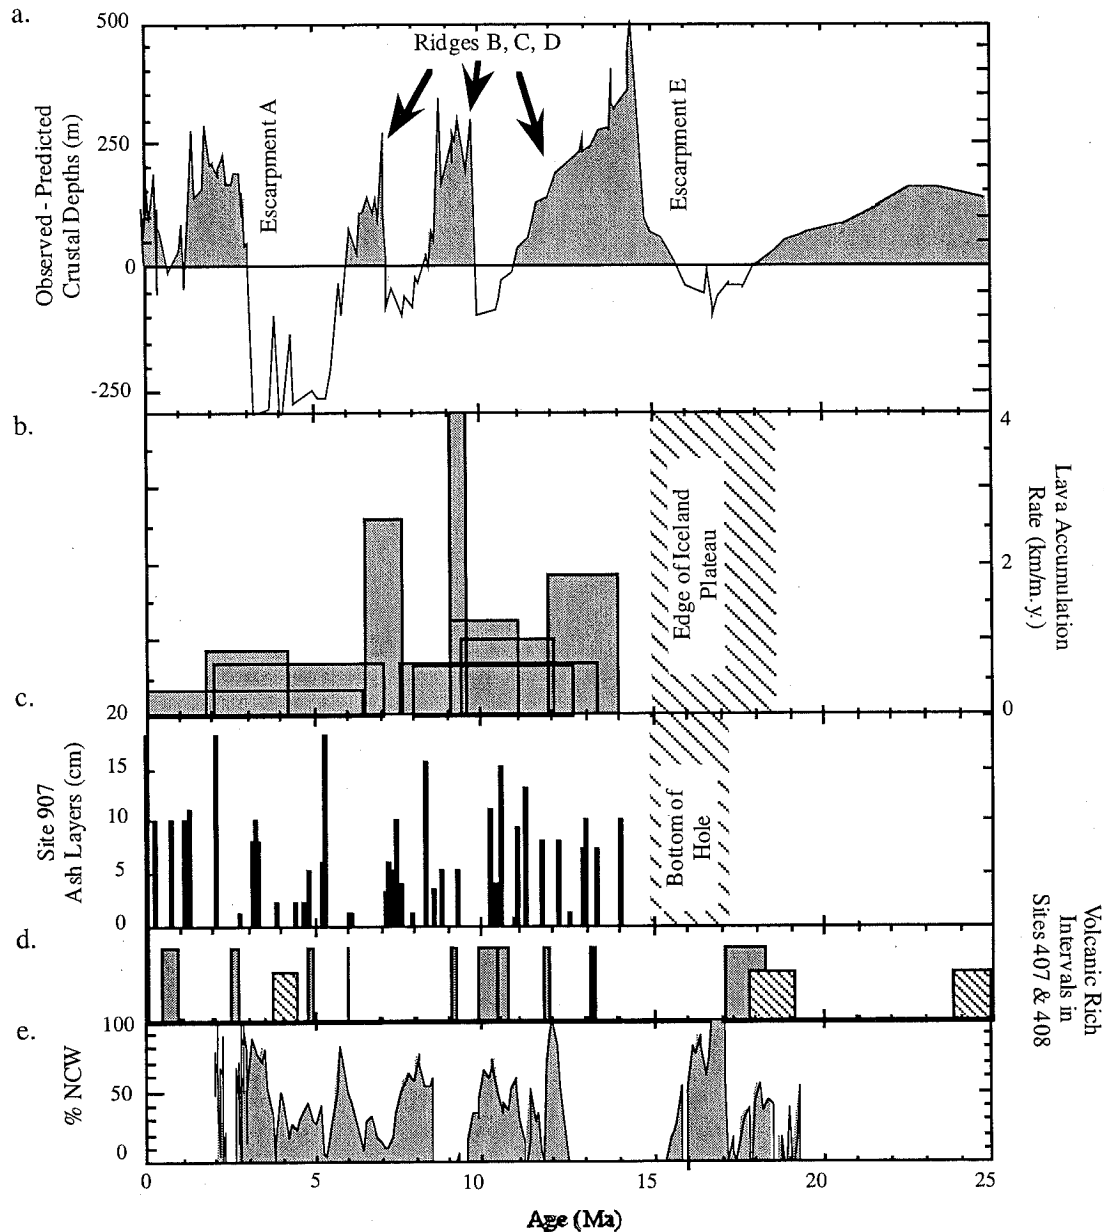 a.
500
250
0
-250
Observed - Predicted
Crustal Depths (m)
Ridges B, C, D
Escarpment A
Escarpment E
b.
4
2
0
Lava Accumulation
Rate (km/m.y.)
Edge of Iceland
Plateau
c.
20
15
10
5
0
Site 907
Ash Layers (cm)
Bottom of
Hole
d.
Volcanic Rich
Intervals in
Sites 407 & 408
e.
100
50
0
% NCW
0
5
10
15
20
25
Age (Ma)